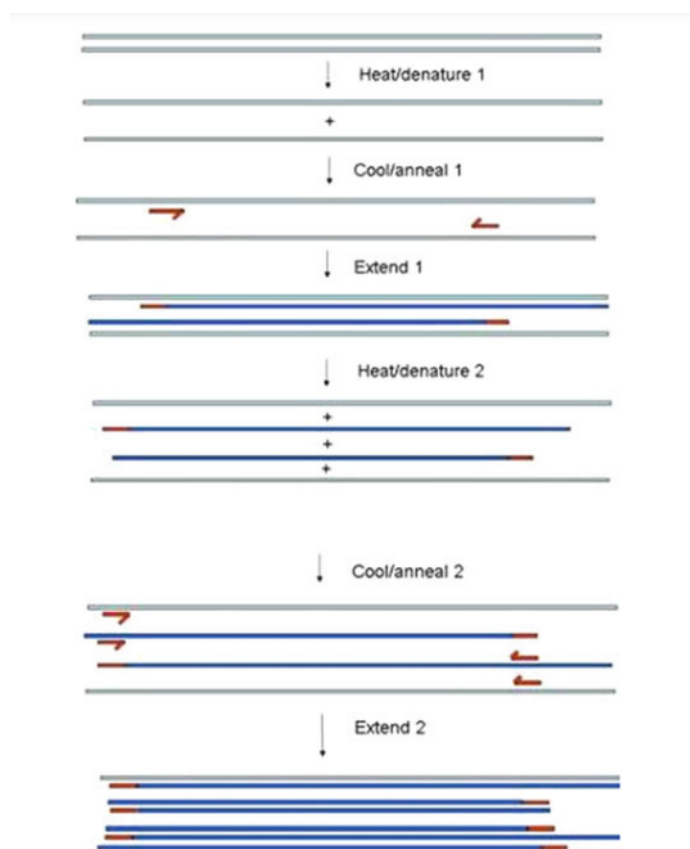 Heat/denature 1
+
Cool/anneal 1
Extend 1
Heat/denature 2
+
+
+
Cool/anneal 2
Extend 2